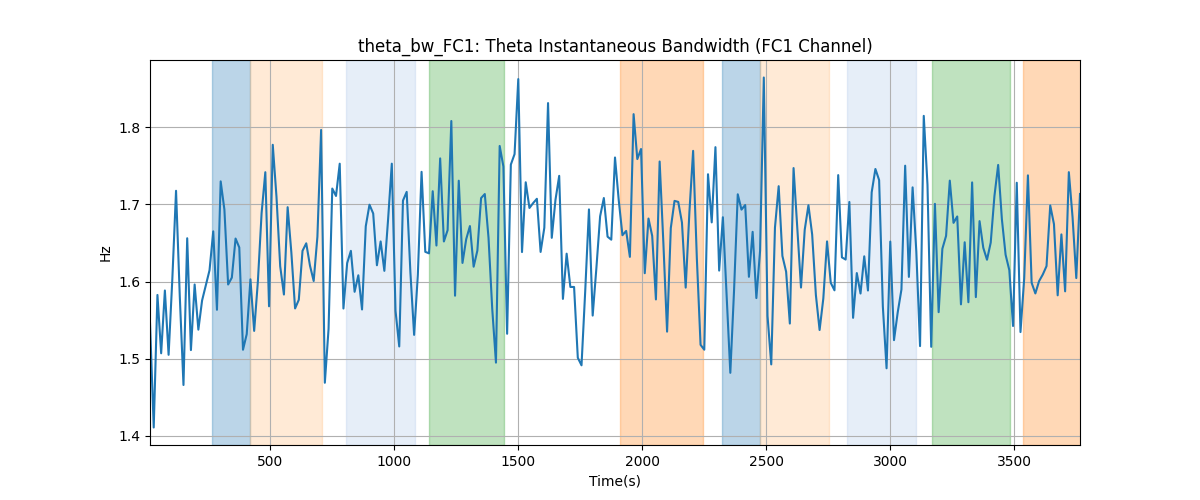 theta_bw_FC1: Theta Instantaneous Bandwidth (FC1 Channel)
Hz
1.8
1.7
1.6
1.5
1.4
500 1000 1500 2000 2500 3000 3500
Time(s)